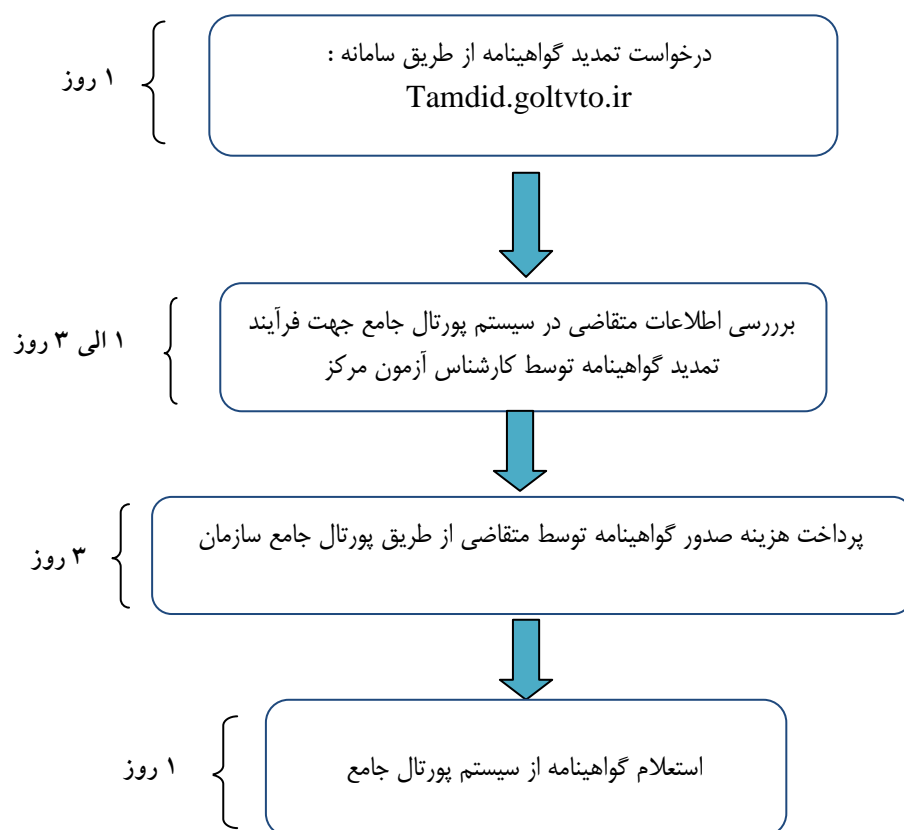 درخواست تمدید گواهینامه از طریق سامانه :
Tamdid.goltvto.ir
۱ روز
برررسی اطلاعات متقاضی در سیستم پورتال جامع جهت فرآیند
تمدید گواهینامه توسط کارشناس آزمون مرکز
۱ الی ۳ روز
پرداخت هزینه صدور گواهینامه توسط متقاضی از طریق پورتال جامع سازمان
۳ روز
استعلام گواهینامه از سیستم پورتال جامع
۱ روز